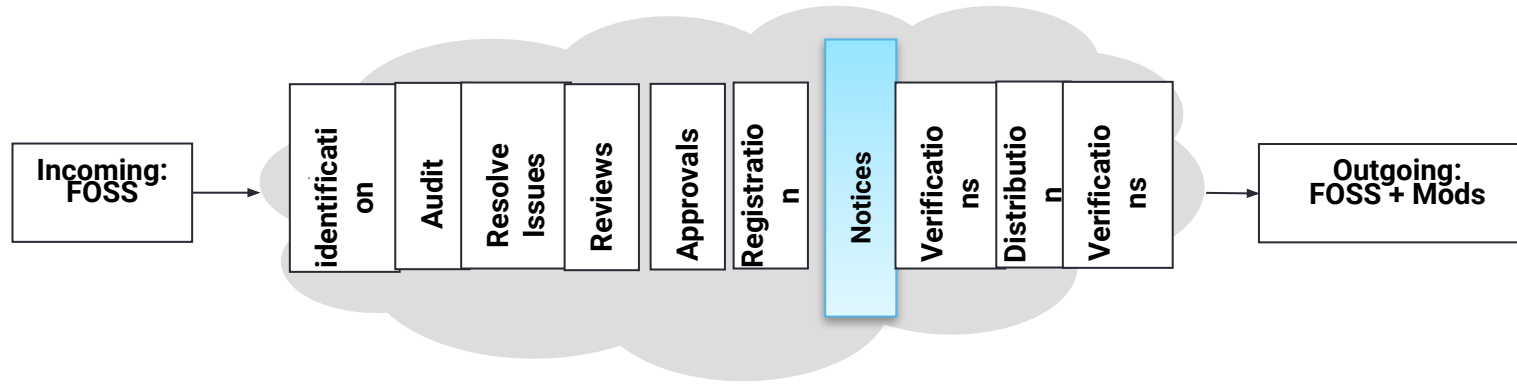 Incoming:
FOSS
identificati
on
Audit
Resolve
Issues
Reviews
Approvals
Registratio
n
Notices
Verificatio
ns
Distributio
n
Verificatio
ns
Outgoing:
FOSS + Mods